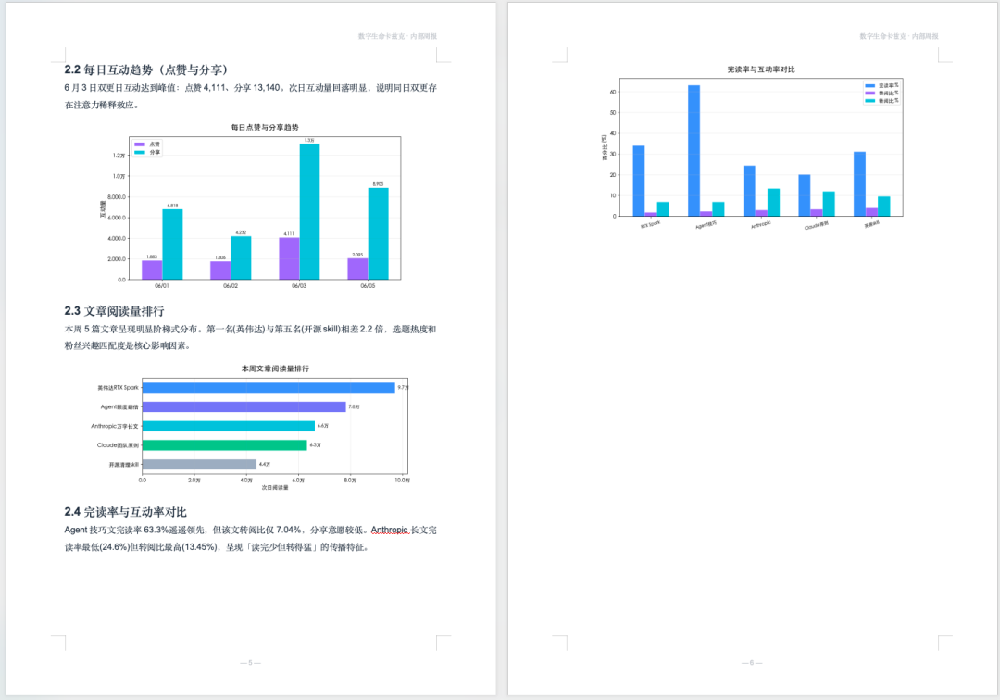 数字生命卡兹克 · 内部周报
2.2 每日互动趋势（点赞与分享）
6 月 3 日双更日互动达到峰值：点赞 4,111、分享 13,140。次日互动量回落明显，说明同日双更存
在注意力稀释效应。
每日点赞与分享趋势
点赞
分享
互动量
1.2万
1.0万
8,000.0
6,000.0
4,000.0
2,000.0
0.0
1,883
6,818
1,806
4,232
4,111
1.3万
2,095
06/01
06/02
06/03
06/05
2.3 文章阅读量排行
本周 5 篇文章呈现明显阶梯式分布。第一名(英伟达)与第五名(开源 skill)相差 2.2 倍，选题热度和
粉丝兴趣匹配度是核心影响因素。
本周文章阅读量排行
英伟达RTX Spark
9.7万
Agent额度翻倍
7.8万
Anthropic万字长文
6.6万
Claude团队原则
6.3万
开源清理skill
4.4万
0.0
2.0万
4.0万
6.0万
8.0万
10.0万
次日阅读量
2.4 完读率与互动率对比
Agent 技巧文完读率 63.3%遥遥领先，但该文转阅比仅 7.04%，分享意愿较低。Anthropic 长文完
读率最低(24.6%)但转阅比最高(13.45%)，呈现「读完少但转得猛」的传播特征。
— 5 —
数字生命卡兹克 · 内部周报
完读率与互动率对比
完读率 %
赞阅比 %
转阅比 %
百分比 (%)
60
50
40
30
20
10
0
RTX Spark
Agent技巧
Anthropic
Claude原则
开源skill
— 6 —